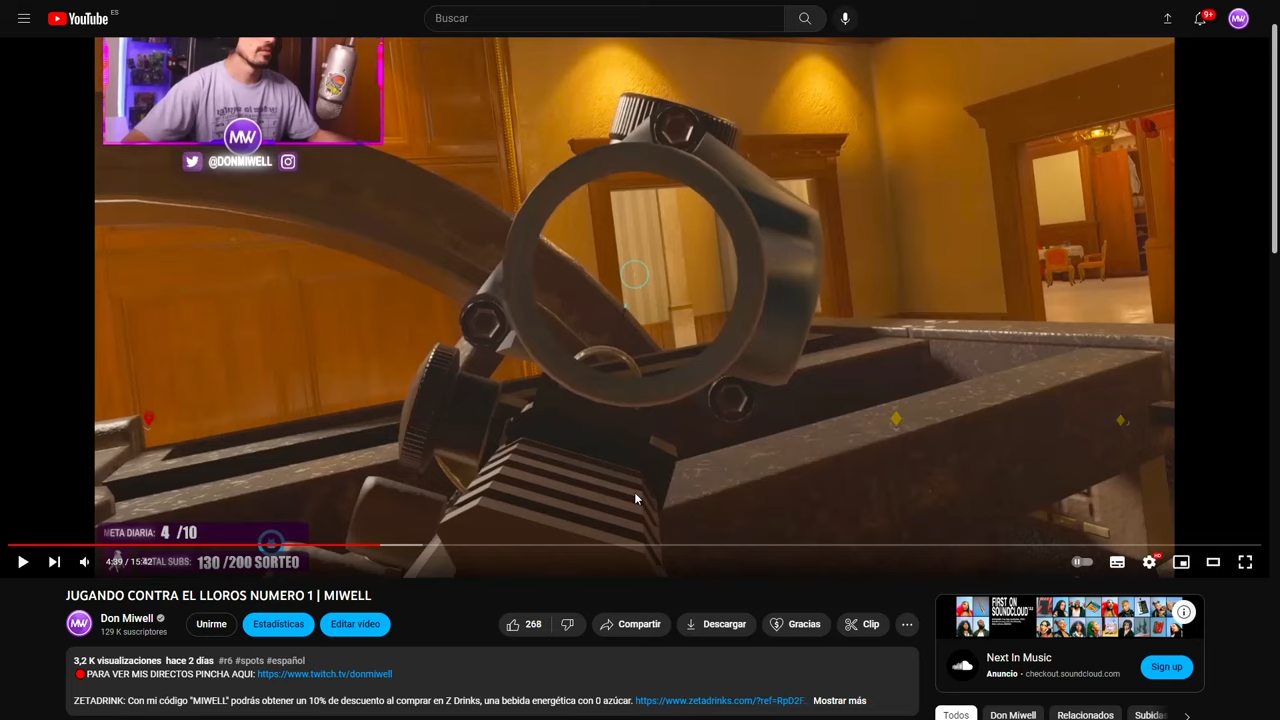 YouTube ES
Buscar
9+
MW
MW
@DONMIWELL
META DIARIA: 4 /10
TAL SUBS: 130 /200 SORTEO
4:39 / 15:42
HD
JUGANDO CONTRA EL LLOROS NUMERO 1 | MIWELL
MW
Don Miwell
129 K suscriptores
Unirme
Estadísticas
Editar vídeo
268
Compartir
Descargar
Gracias
Clip
3,2 K visualizaciones hace 2 días #r6 #spots #español
PARA VER MIS DIRECTOS PINCHA AQUI: https://www.twitch.tv/donmiwell
ZETADRINK: Con mi código "MIWELL" podrás obtener un 10% de descuento al comprar en Z Drinks, una bebida energética con 0 azúcar. https://www.zetadrinks.com/?ref=RpD2F... Mostrar más
FIRST ON
SOUNDCLOUD
Next In Music
Anuncio • checkout.soundcloud.com
Sign up
Todos
Don Miwell
Relacionados
Subida